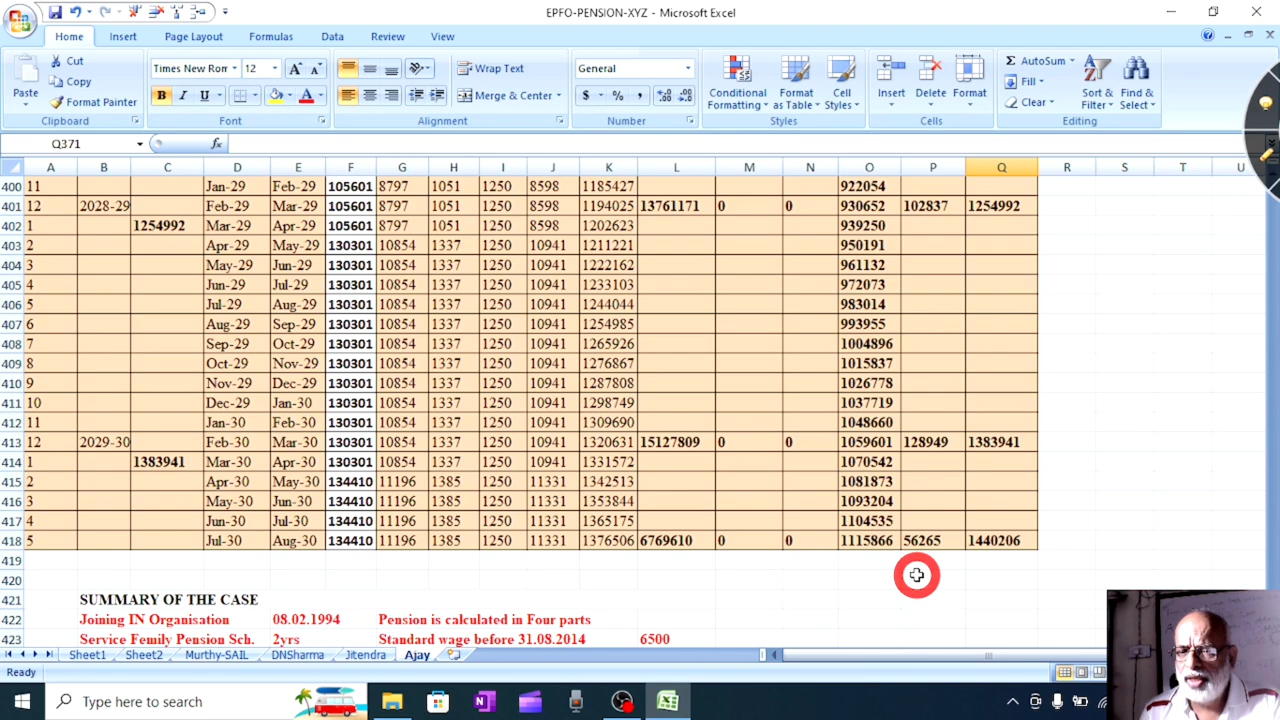 EPFO-PENSION-XYZ - Microsoft Excel
Home Insert Page Layout Formulas Data Review View
Paste Cut Copy Format Painter Clipboard
Times New Ron 12 B I U A Font
Wrap Text Merge & Center Alignment
General $ % , Number
Conditional Formatting Format as Table Cell Styles Styles
Insert Delete Format Cells
Σ AutoSum Fill Clear Sort & Filter Find & Select Editing
Q371 fx
A B C D E F G H I J K L M N O P Q R S T U
400 11 Jan-29 Feb-29 105601 8797 1051 1250 8598 1185427 922054
401 12 2028-29 Feb-29 Mar-29 105601 8797 1051 1250 8598 1194025 13761171 0 0 930652 102837 1254992
402 1 1254992 Mar-29 Apr-29 105601 8797 1051 1250 8598 1202623 939250
403 2 Apr-29 May-29 130301 10854 1337 1250 10941 1211221 950191
404 3 May-29 Jun-29 130301 10854 1337 1250 10941 1222162 961132
405 4 Jun-29 Jul-29 130301 10854 1337 1250 10941 1233103 972073
406 5 Jul-29 Aug-29 130301 10854 1337 1250 10941 1244044 983014
407 6 Aug-29 Sep-29 130301 10854 1337 1250 10941 1254985 993955
408 7 Sep-29 Oct-29 130301 10854 1337 1250 10941 1265926 1004896
409 8 Oct-29 Nov-29 130301 10854 1337 1250 10941 1276867 1015837
410 9 Nov-29 Dec-29 130301 10854 1337 1250 10941 1287808 1026778
411 10 Dec-29 Jan-30 130301 10854 1337 1250 10941 1298749 1037719
412 11 Jan-30 Feb-30 130301 10854 1337 1250 10941 1309690 1048660
413 12 2029-30 Feb-30 Mar-30 130301 10854 1337 1250 10941 1320631 15127809 0 0 1059601 128949 1383941
414 1 1383941 Mar-30 Apr-30 130301 10854 1337 1250 10941 1331572 1070542
415 2 Apr-30 May-30 134410 11196 1385 1250 11331 1342513 1081873
416 3 May-30 Jun-30 134410 11196 1385 1250 11331 1353844 1093204
417 4 Jun-30 Jul-30 134410 11196 1385 1250 11331 1365175 1104535
418 5 Jul-30 Aug-30 134410 11196 1385 1250 11331 1376506 6769610 0 0 1115866 56265 1440206
419
420
421 SUMMARY OF THE CASE
422 Joining IN Organisation 08.02.1994 Pension is calculated in Four parts
423 Service Femily Pension Sch. 2yrs Standard wage before 31.08.2014 6500
Sheet1 Sheet2 Murthy-SAIL DNSharma Jitendra Ajay
Ready
Type here to search